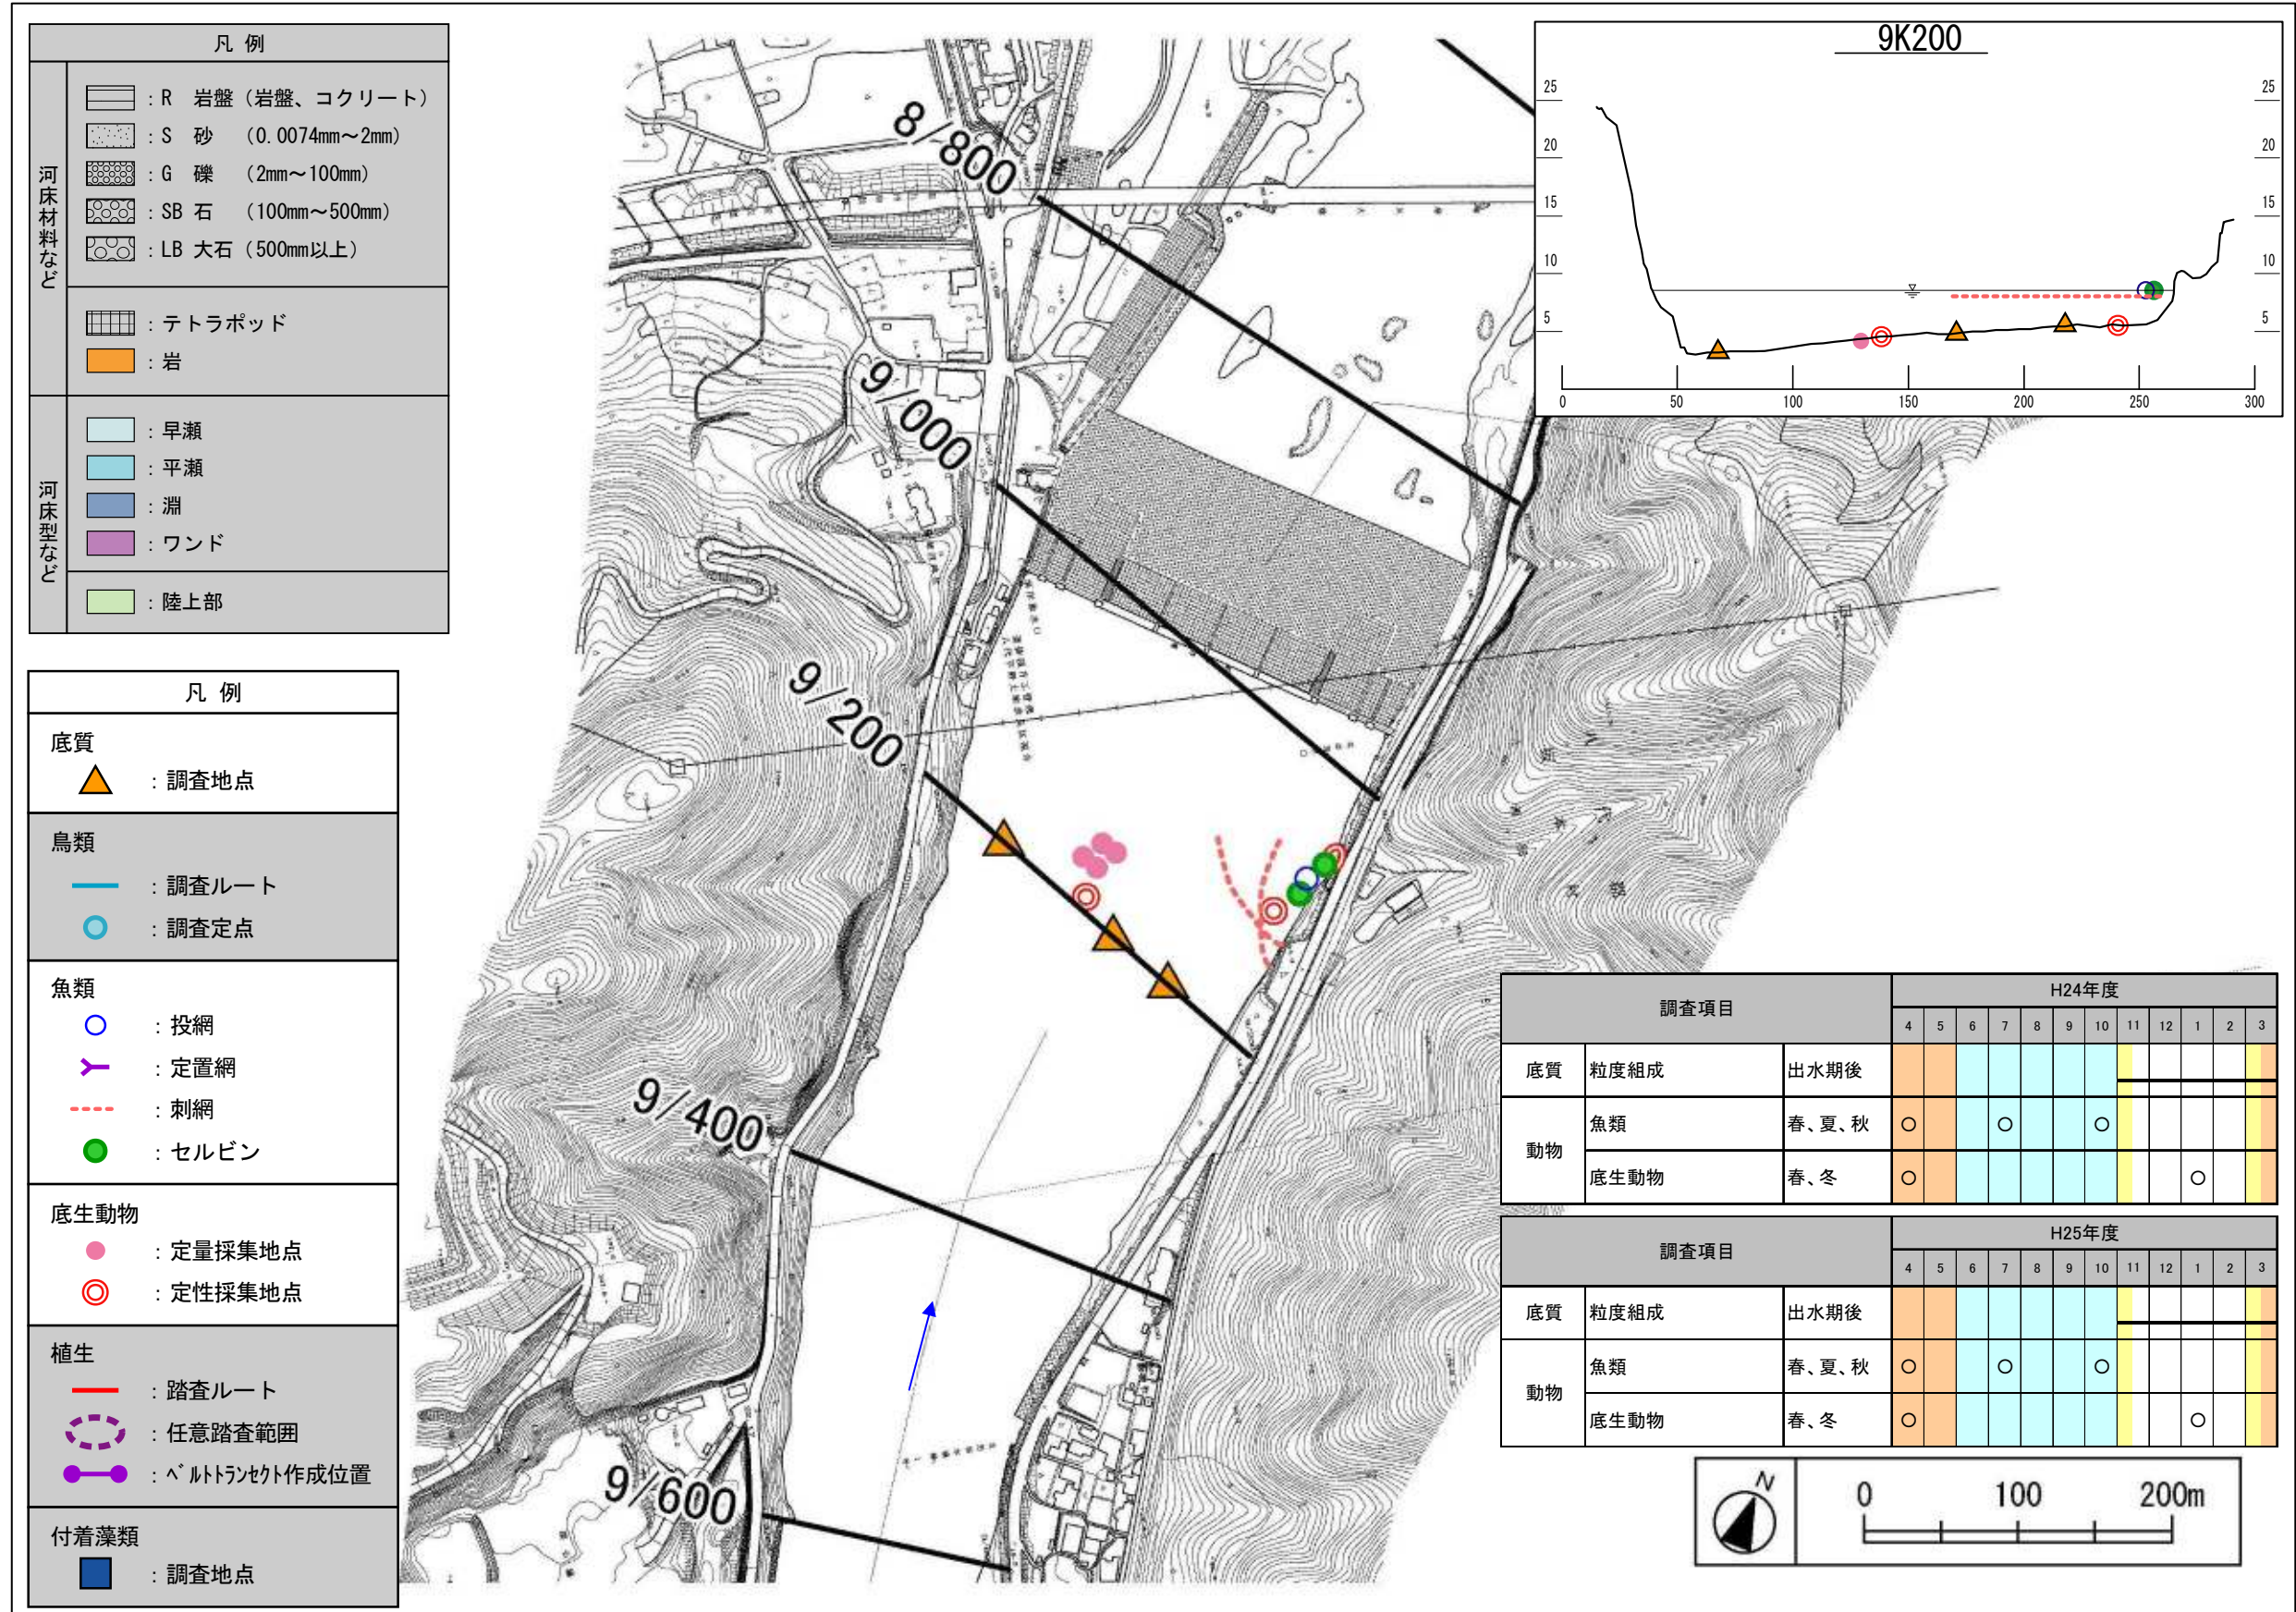 凡 例
河床材料など
：R 岩盤（岩盤、コクリート）
：S 砂 （0.0074mm～2mm）
：G 礫 （2mm～100mm）
：SB 石 （100mm～500mm）
：LB 大石（500mm以上）
：テトラポッド
：岩
河床型など
：早瀬
：平瀬
：淵
：ワンド
：陸上部
凡 例
底質
：調査地点
鳥類
：調査ルート
：調査定点
魚類
：投網
：定置網
：刺網
：セルビン
底生動物
：定量採集地点
：定性採集地点
植生
：踏査ルート
：任意踏査範囲
：ﾍﾞﾙﾄﾄﾗﾝｾｸﾄ作成位置
付着藻類
：調査地点
8/800
9/000
9/200
9/400
9/600
9K200
25 25
20 20
15 15
10 10
5 5
0 50 100 150 200 250 300
調査項目 H24年度
4 5 6 7 8 9 10 11 12 1 2 3
底質 粒度組成 出水期後
動物 魚類 春、夏、秋 ○ ○ ○
底生動物 春、冬 ○ ○
調査項目 H25年度
4 5 6 7 8 9 10 11 12 1 2 3
底質 粒度組成 出水期後
動物 魚類 春、夏、秋 ○ ○ ○
底生動物 春、冬 ○ ○
N
0 100 200m